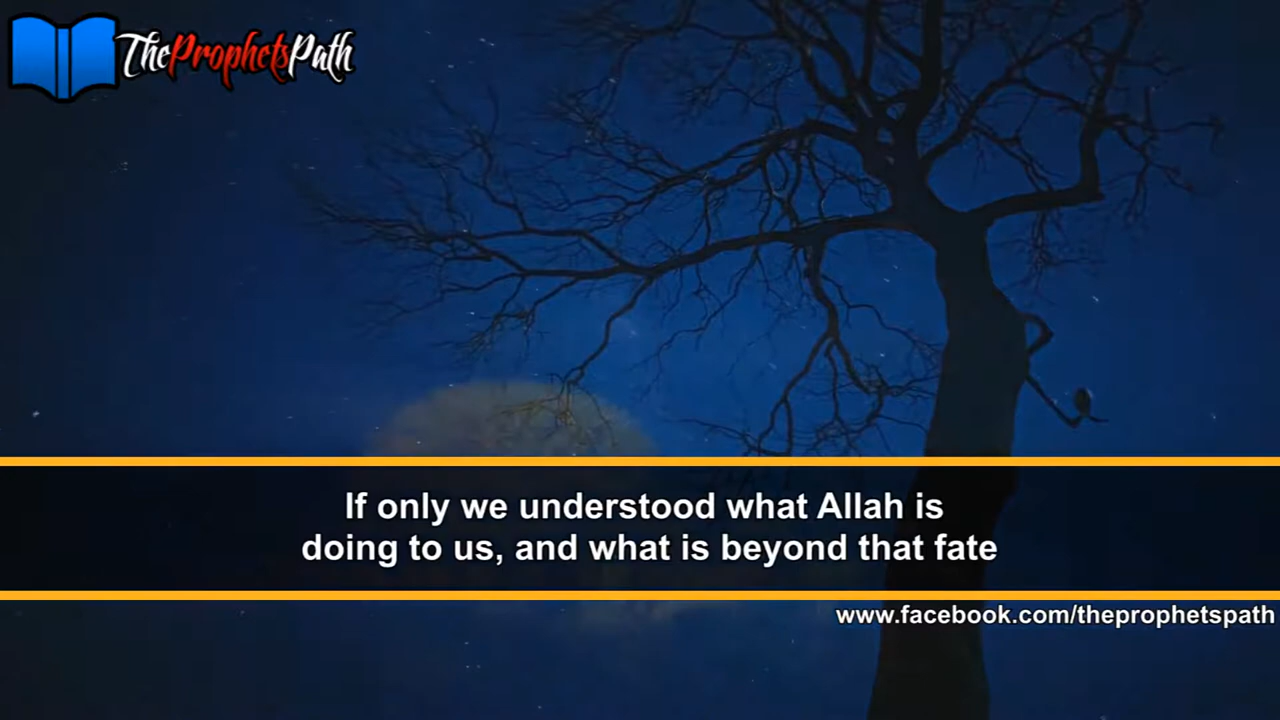 TheProphetsPath
If only we understood what Allah is
doing to us, and what is beyond that fate
www.facebook.com/theprophetspath